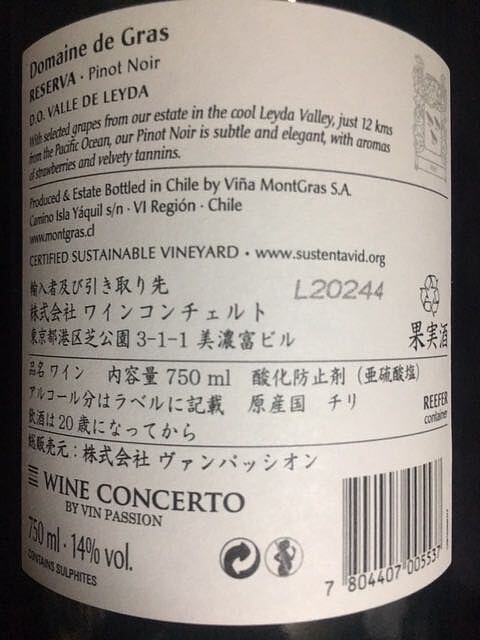 Domaine de Gras
RESERVA · Pinot Noir
D.O. VALLE DE LEYDA
With selected grapes from our estate in the cool Leyda Valley, just 12 kms
from the Pacific Ocean, our Pinot Noir is subtle and elegant, with aromas
of strawberries and velvety tannins.
Produced & Estate Bottled in Chile by Viña MontGras S.A.
Camino Isla Yáquil s/n · VI Región · Chile
www.montgras.cl
CERTIFIED SUSTAINABLE VINEYARD · www.sustentavid.org
輸入者及び引き取り先
L20244
株式会社 ワインコンチェルト
東京都港区芝公園 3-1-1 美濃富ビル
果実酒
品名 ワイン 内容量 750 ml 酸化防止剤（亜硫酸塩）
アルコール分はラベルに記載 原産国 チリ
REEFER
container
飲酒は 20 歳になってから
総販売元：株式会社 ヴァンパッシオン
WINE CONCERTO
BY VIN PASSION
750 ml · 14% vol.
CONTAINS SULPHITES
7 804407 005537